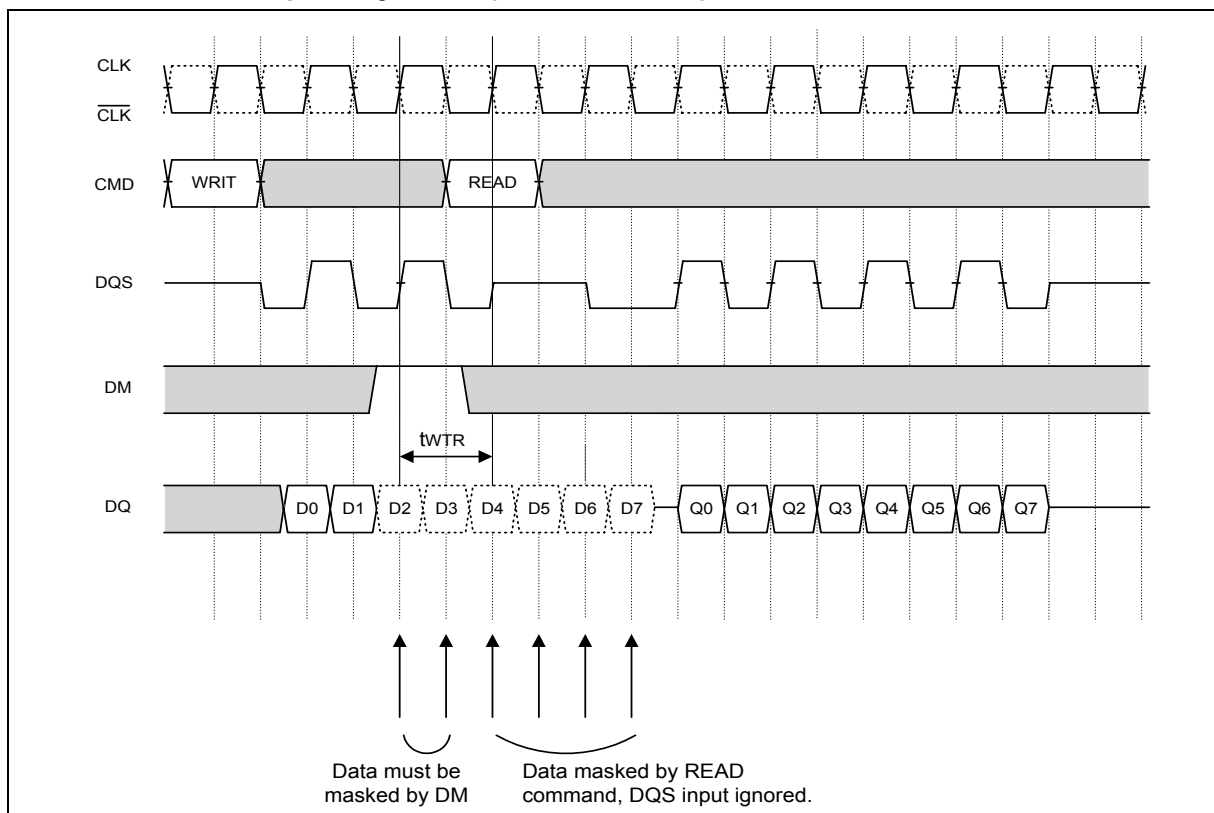 CLK
CLK
CMD
WRIT
READ
DQS
DM
tWTR
DQ
D0 D1 D2 D3 D4 D5 D6 D7 Q0 Q1 Q2 Q3 Q4 Q5 Q6 Q7
Data must be
masked by DM
Data masked by READ
command, DQS input ignored.